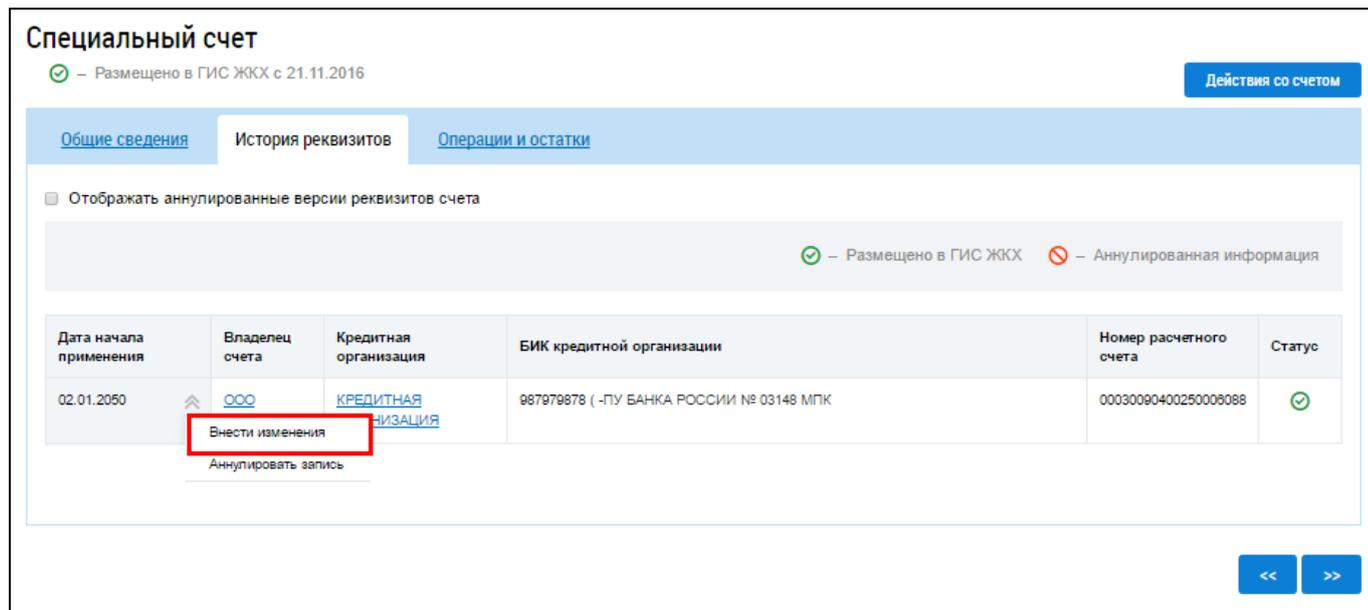 Специальный счет
– Размещено в ГИС ЖКХ с 21.11.2016
Действия со счетом
Общие сведения История реквизитов Операции и остатки
Отображать аннулированные версии реквизитов счета
– Размещено в ГИС ЖКХ – Аннулированная информация
Дата начала применения
Владелец счета
Кредитная организация
БИК кредитной организации
Номер расчетного счета
Статус
02.01.2050
ООО
КРЕДИТНАЯ
НИЗАЦИЯ
987979878 ( -ПУ БАНКА РОССИИ № 03148 МПК
00030090400250006088
Внести изменения
Аннулировать запись
<< >>